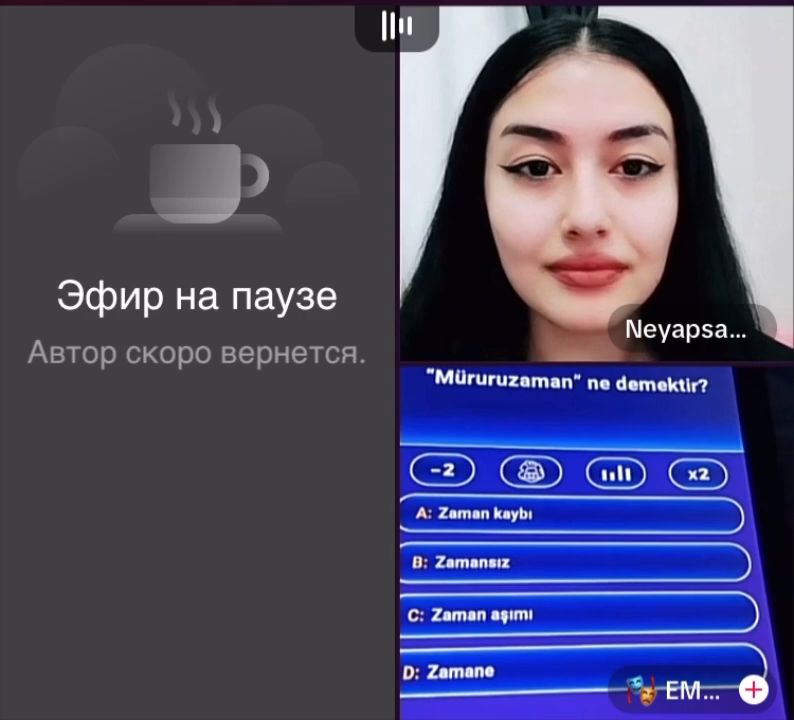 Эфир на паузе
Автор скоро вернется.
Neyapsa...
"Müruruzaman" ne demektir?
-2
x2
A: Zaman kaybı
B: Zamansız
C: Zaman aşımı
D: Zamane
EM...